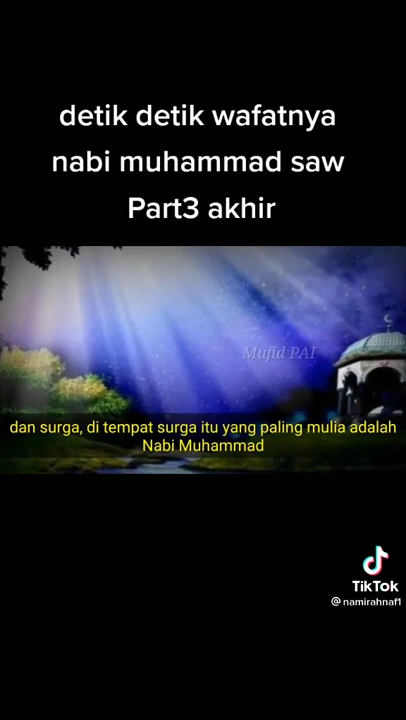 detik detik wafatnya
nabi muhammad saw
Part3 akhir
Mufid PAI
dan surga, di tempat surga itu yang paling mulia adalah
Nabi Muhammad
TikTok
@namirahnaf1